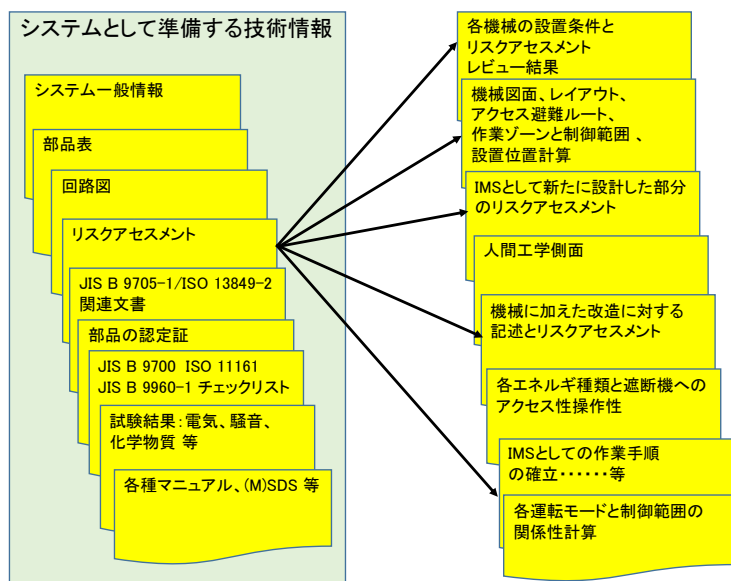 システムとして準備する技術情報
システム一般情報
部品表
回路図
リスクアセスメント
JIS B 9705-1/ISO 13849-2
関連文書
部品の認定証
JIS B 9700 ISO 11161
JIS B 9960-1 チェックリスト
試験結果：電気、騒音、
化学物質 等
各種マニュアル、(M)SDS 等
各機械の設置条件と
リスクアセスメント
レビュー結果
機械図面、レイアウト、
アクセス避難ルート、
作業ゾーンと制御範囲 、
設置位置計算
IMSとして新たに設計した部分
のリスクアセスメント
人間工学側面
機械に加えた改造に対する
記述とリスクアセスメント
各エネルギ種類と遮断機への
アクセス性操作性
IMSとしての作業手順
の確立・・・・・・等
各運転モードと制御範囲の
関係性計算